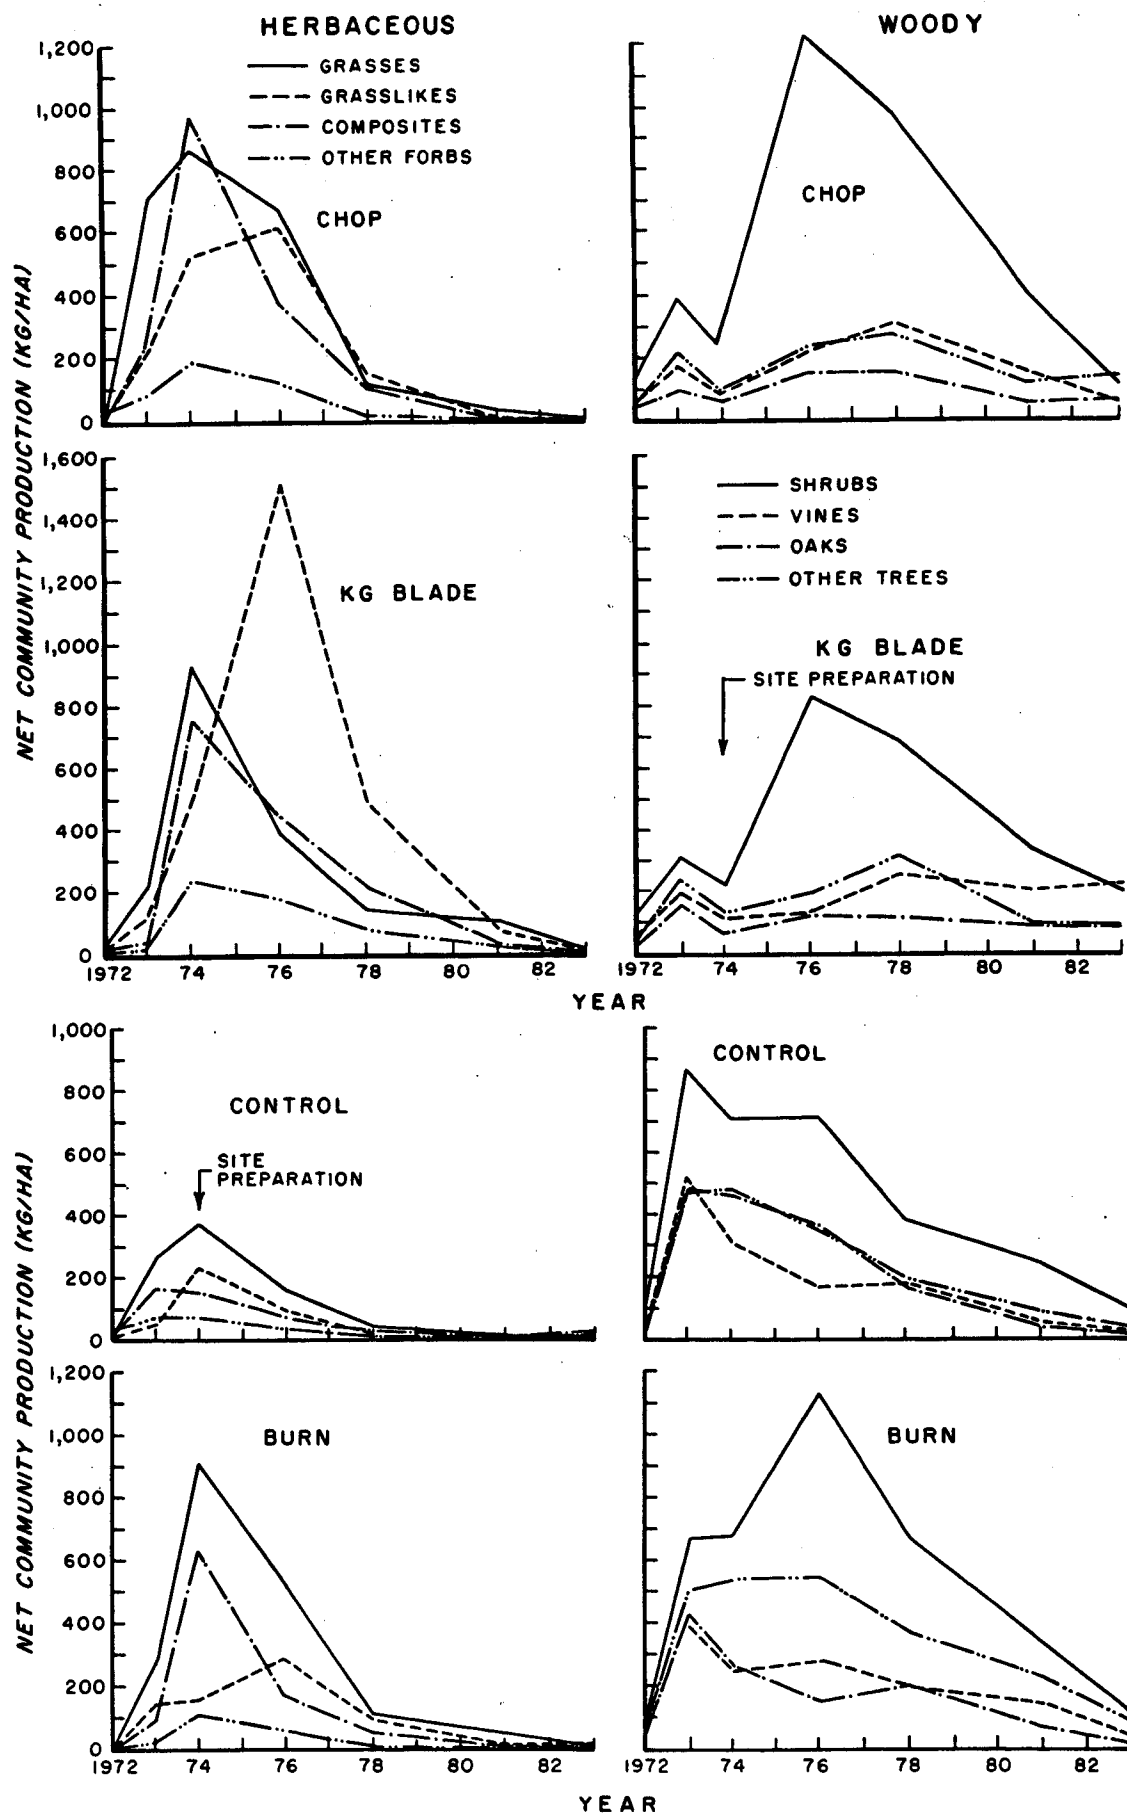 HERBACEOUS
WOODY
1,200
1,000
800
600
400
200
0
GRASSES
GRASSLIKES
COMPOSITES
OTHER FORBS
CHOP
CHOP
NET COMMUNITY PRODUCTION (KG/HA)
1,600
1,400
1,200
1,000
800
600
400
200
0
KG BLADE
SHRUBS
VINES
OAKS
OTHER TREES
KG BLADE
SITE PREPARATION
1972 74 76 78 80 82
1972 74 76 78 80 82
YEAR
1,000
800
600
400
200
0
CONTROL
SITE
PREPARATION
CONTROL
NET COMMUNITY PRODUCTION (KG/HA)
1,200
1,000
800
600
400
200
0
BURN
BURN
1972 74 76 78 80 82
1972 74 76 78 80 82
YEAR